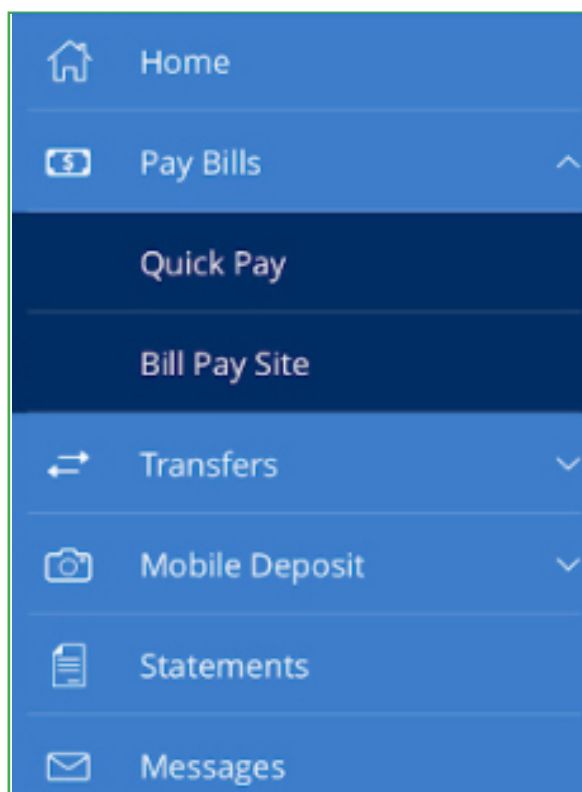 Home
Pay Bills
Quick Pay
Bill Pay Site
Transfers
Mobile Deposit
Statements
Messages